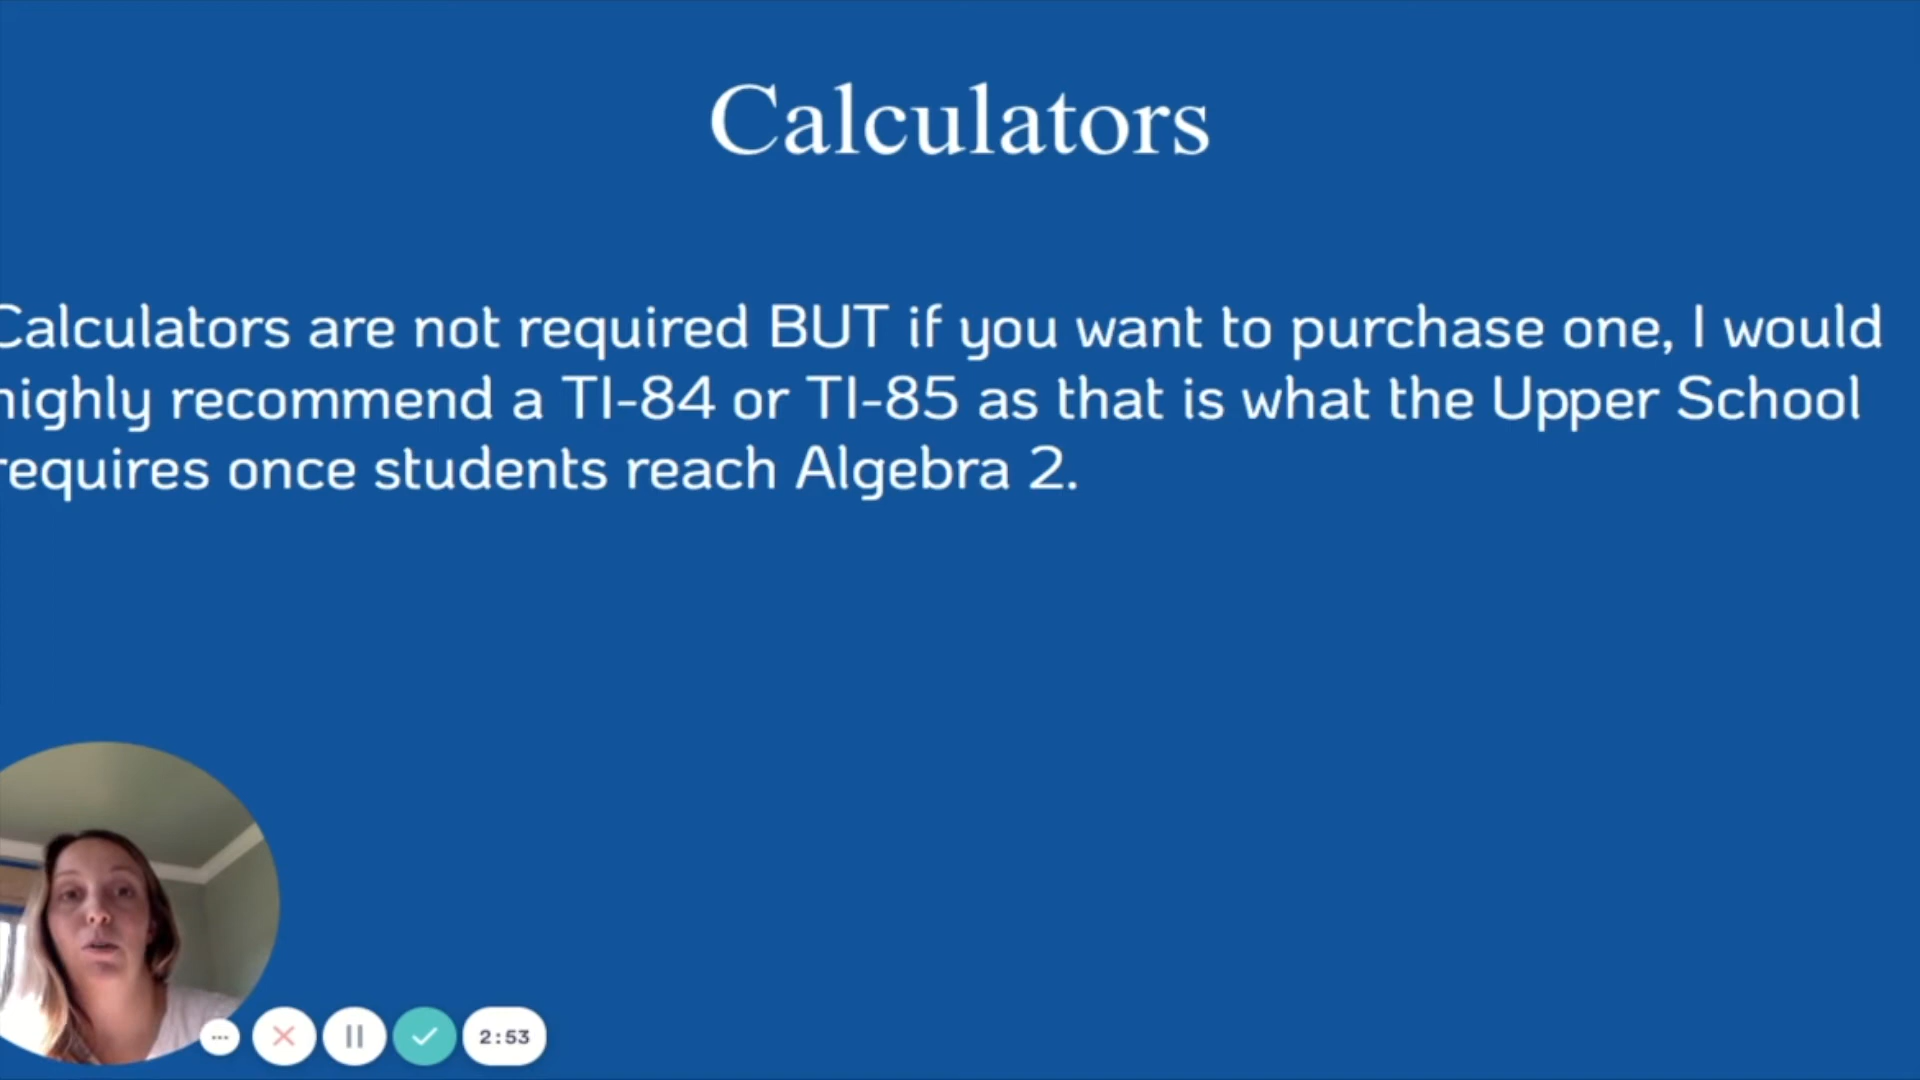 Calculators
Calculators are not required BUT if you want to purchase one, I would
highly recommend a TI-84 or TI-85 as that is what the Upper School
requires once students reach Algebra 2.
2:53